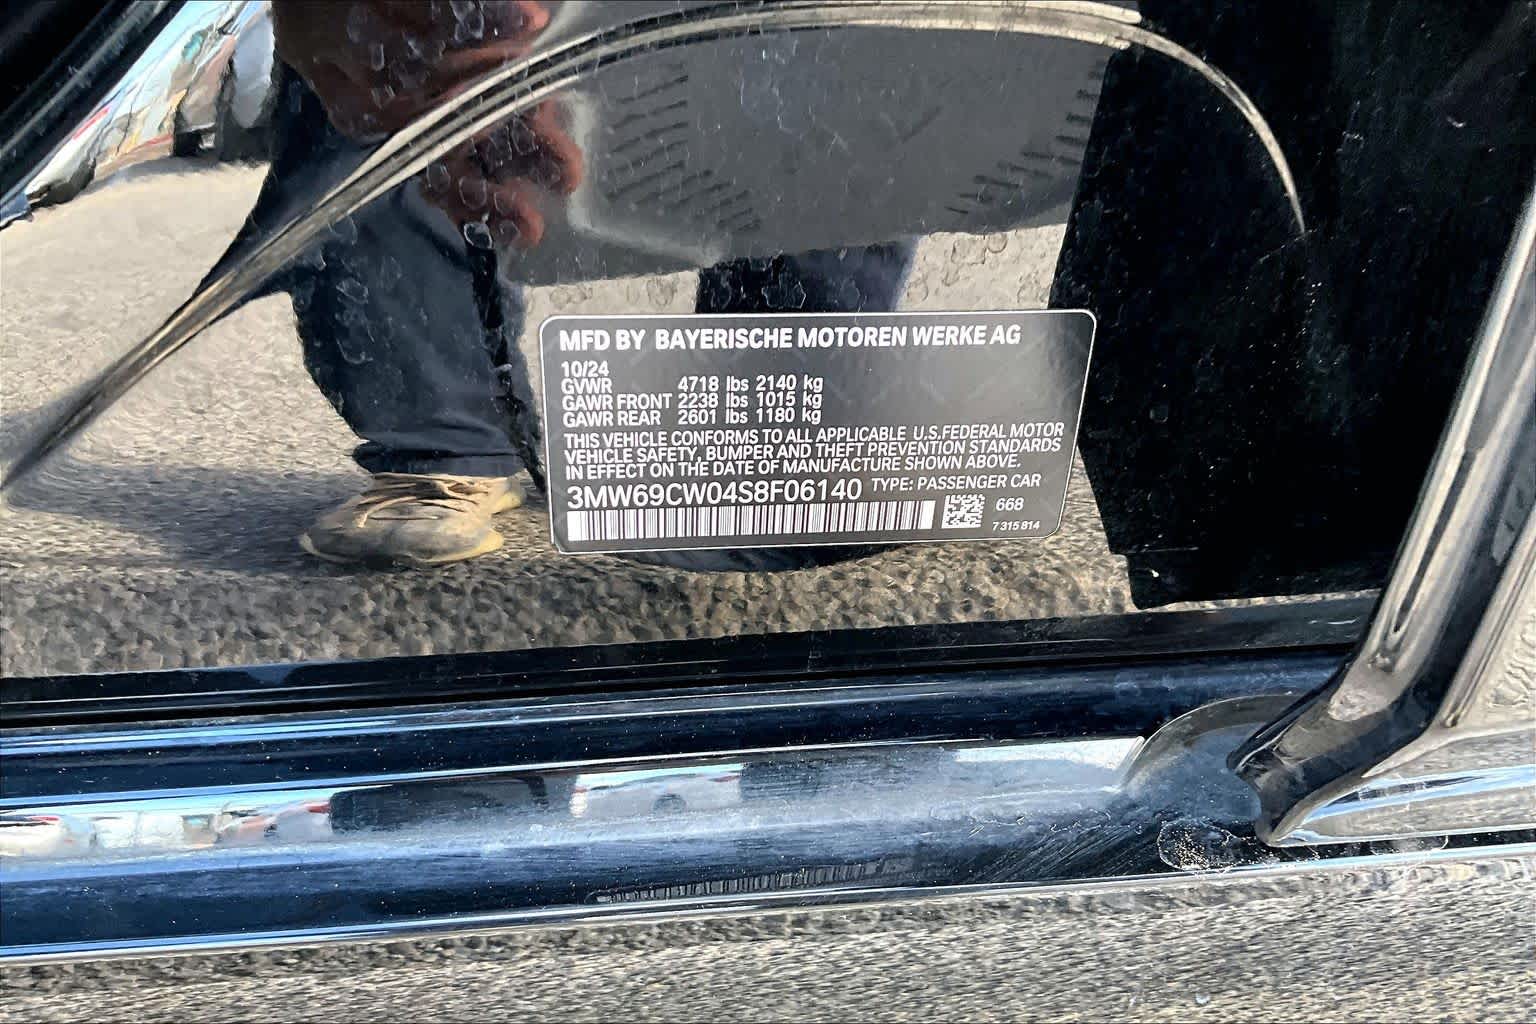 MFD BY BAYERISCHE MOTOREN WERKE AG
10/24
GVWR 4718 lbs 2140 kg
GAWR FRONT 2238 lbs 1015 kg
GAWR REAR 2601 lbs 1180 kg
THIS VEHICLE CONFORMS TO ALL APPLICABLE U.S.FEDERAL MOTOR
VEHICLE SAFETY, BUMPER AND THEFT PREVENTION STANDARDS
IN EFFECT ON THE DATE OF MANUFACTURE SHOWN ABOVE.
3MW69CW04S8F06140 TYPE: PASSENGER CAR
668
7 315 814